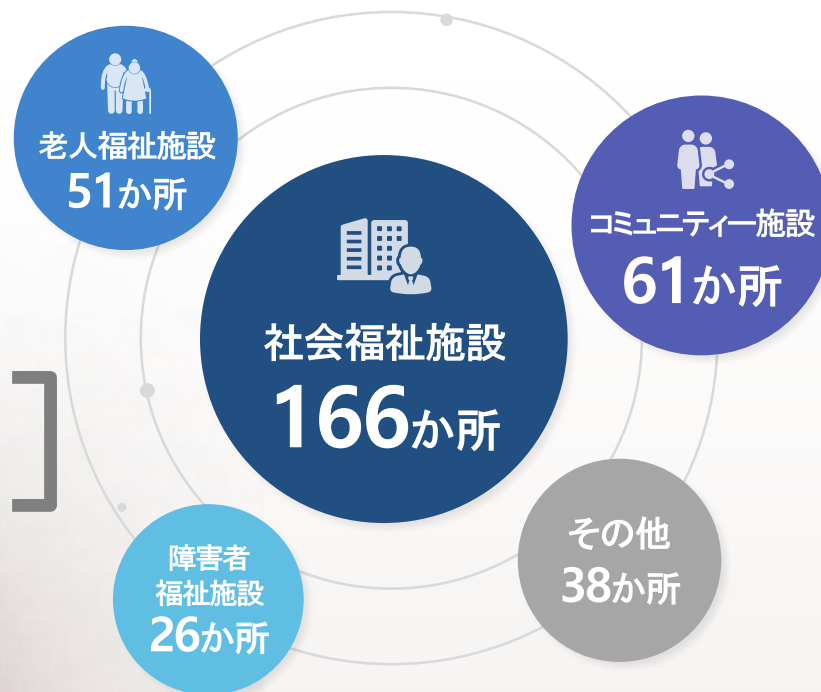 老人福祉施設
51か所
コミュニティー施設
61か所
社会福祉施設
166か所
その他
38か所
障害者
福祉施設
26か所